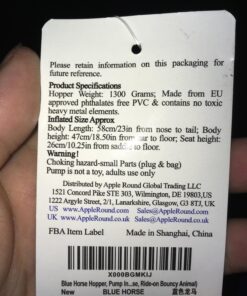 Please retain information on this packaging for
future reference.
Product Specifications
Hopper Weight: 1300 Grams; Made from EU
approved phthalates free PVC & contains no toxic
heavy metal elements.
Inflated Size Approx
Body Length: 58cm/23in from nose to tail; Body
height: 47cm/18.50in from ear to floor; Seat height:
26cm/10.25in from saddle to floor.
Warning!
Choking hazard-small Parts (plug & bag)
Pump is not a toy, adults use only
Distributed by Apple Round Global Trading LLC
1521 Concord Pike STE 303, Wilmington, DE 19803,US
1222 Argyle Street, 2/1, Lanarkshire, Glasgow, G3 8TJ, UK
US www.AppleRound.com Sales@AppleRound.com
UK www.AppleRound.co.uk Sales@AppleRound.co.uk
FBA Item Label Made in Shanghai, China
X000BGMKIJ
Blue Horse Hopper, Pump In...se, Ride-on Bouncy Animal)
New BLUE HORSE 蓝色龙马